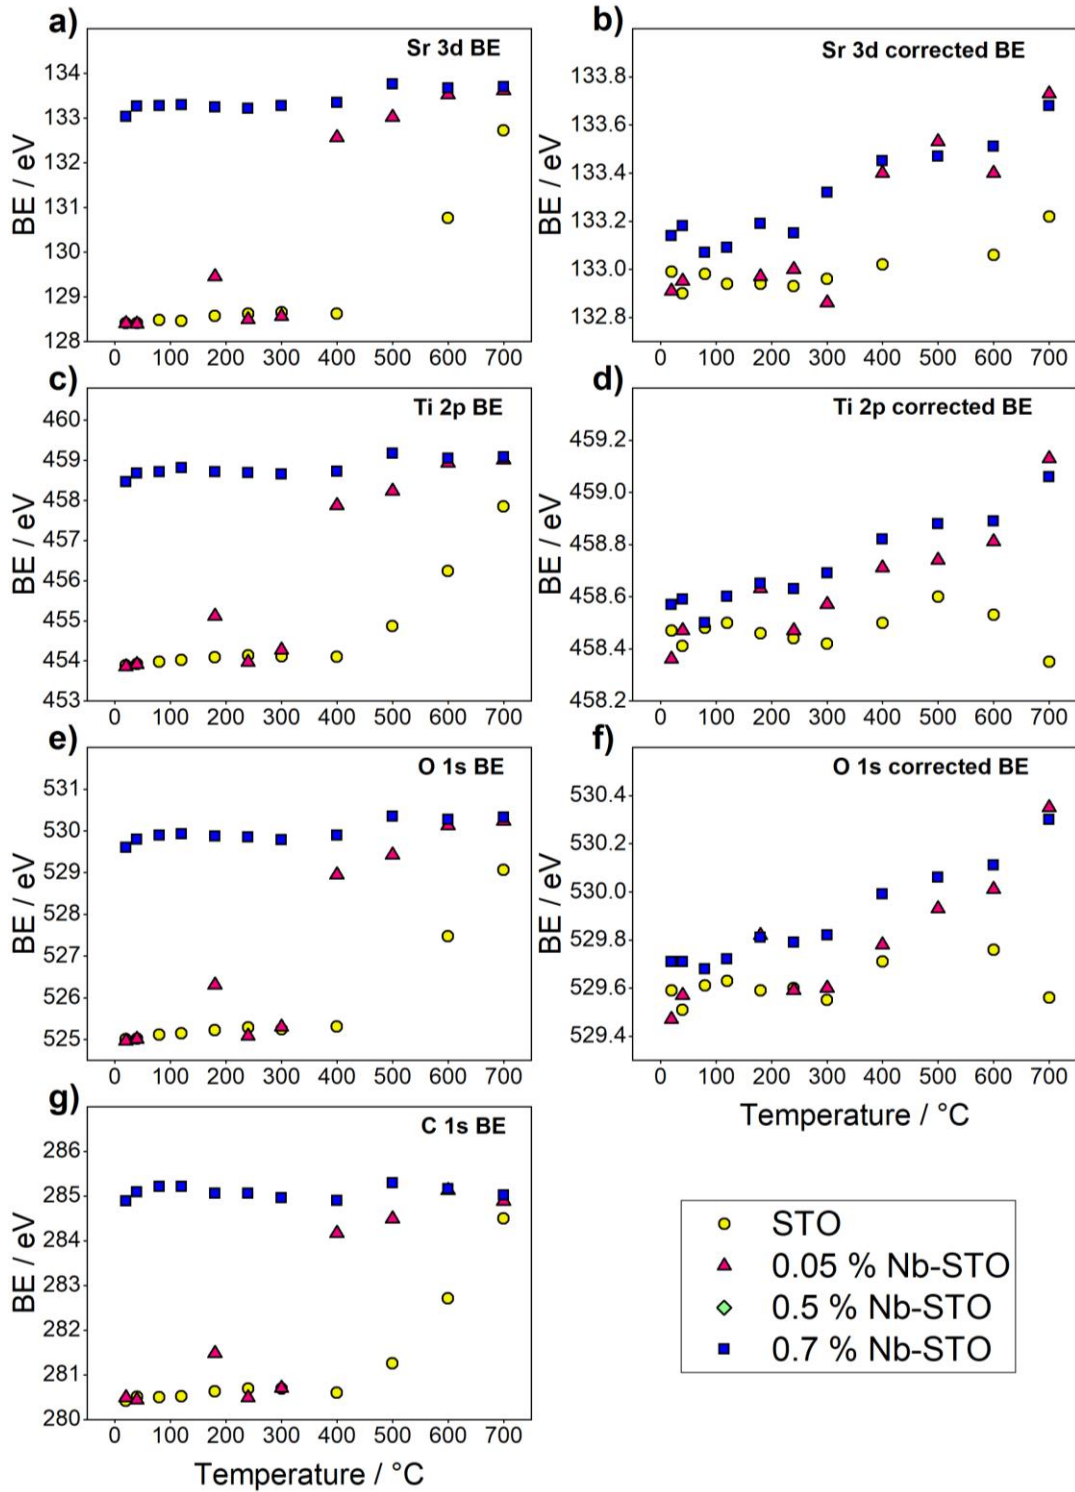 a)
Sr 3d BE
134
133
132
131
130
129
128
BE / eV
0 100 200 300 400 500 600 700
b)
Sr 3d corrected BE
133.8
133.6
133.4
133.2
133.0
132.8
BE / eV
0 100 200 300 400 500 600 700
c)
Ti 2p BE
460
459
458
457
456
455
454
453
BE / eV
0 100 200 300 400 500 600 700
d)
Ti 2p corrected BE
459.2
459.0
458.8
458.6
458.4
458.2
BE / eV
0 100 200 300 400 500 600 700
e)
O 1s BE
531
530
529
528
527
526
525
BE / eV
0 100 200 300 400 500 600 700
f)
O 1s corrected BE
530.4
530.2
530.0
529.8
529.6
529.4
BE / eV
0 100 200 300 400 500 600 700
Temperature / °C
g)
C 1s BE
286
285
284
283
282
281
280
BE / eV
0 100 200 300 400 500 600 700
Temperature / °C
STO
0.05 % Nb-STO
0.5 % Nb-STO
0.7 % Nb-STO